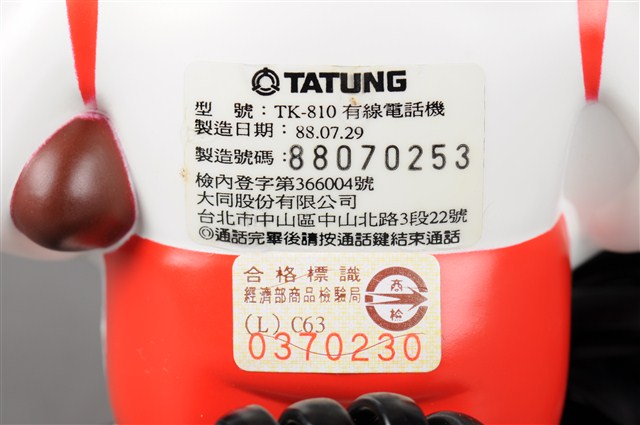 TATUNG
型 號：TK-810 有線電話機
製造日期：88.07.29
製造號碼：88070253
檢內登字第366004號
大同股份有限公司
台北市中山區中山北路3段22號
◎通話完畢後請按通話鍵結束通話
合格標識
經濟部商品檢驗局
商
檢
(L) C63
0370230